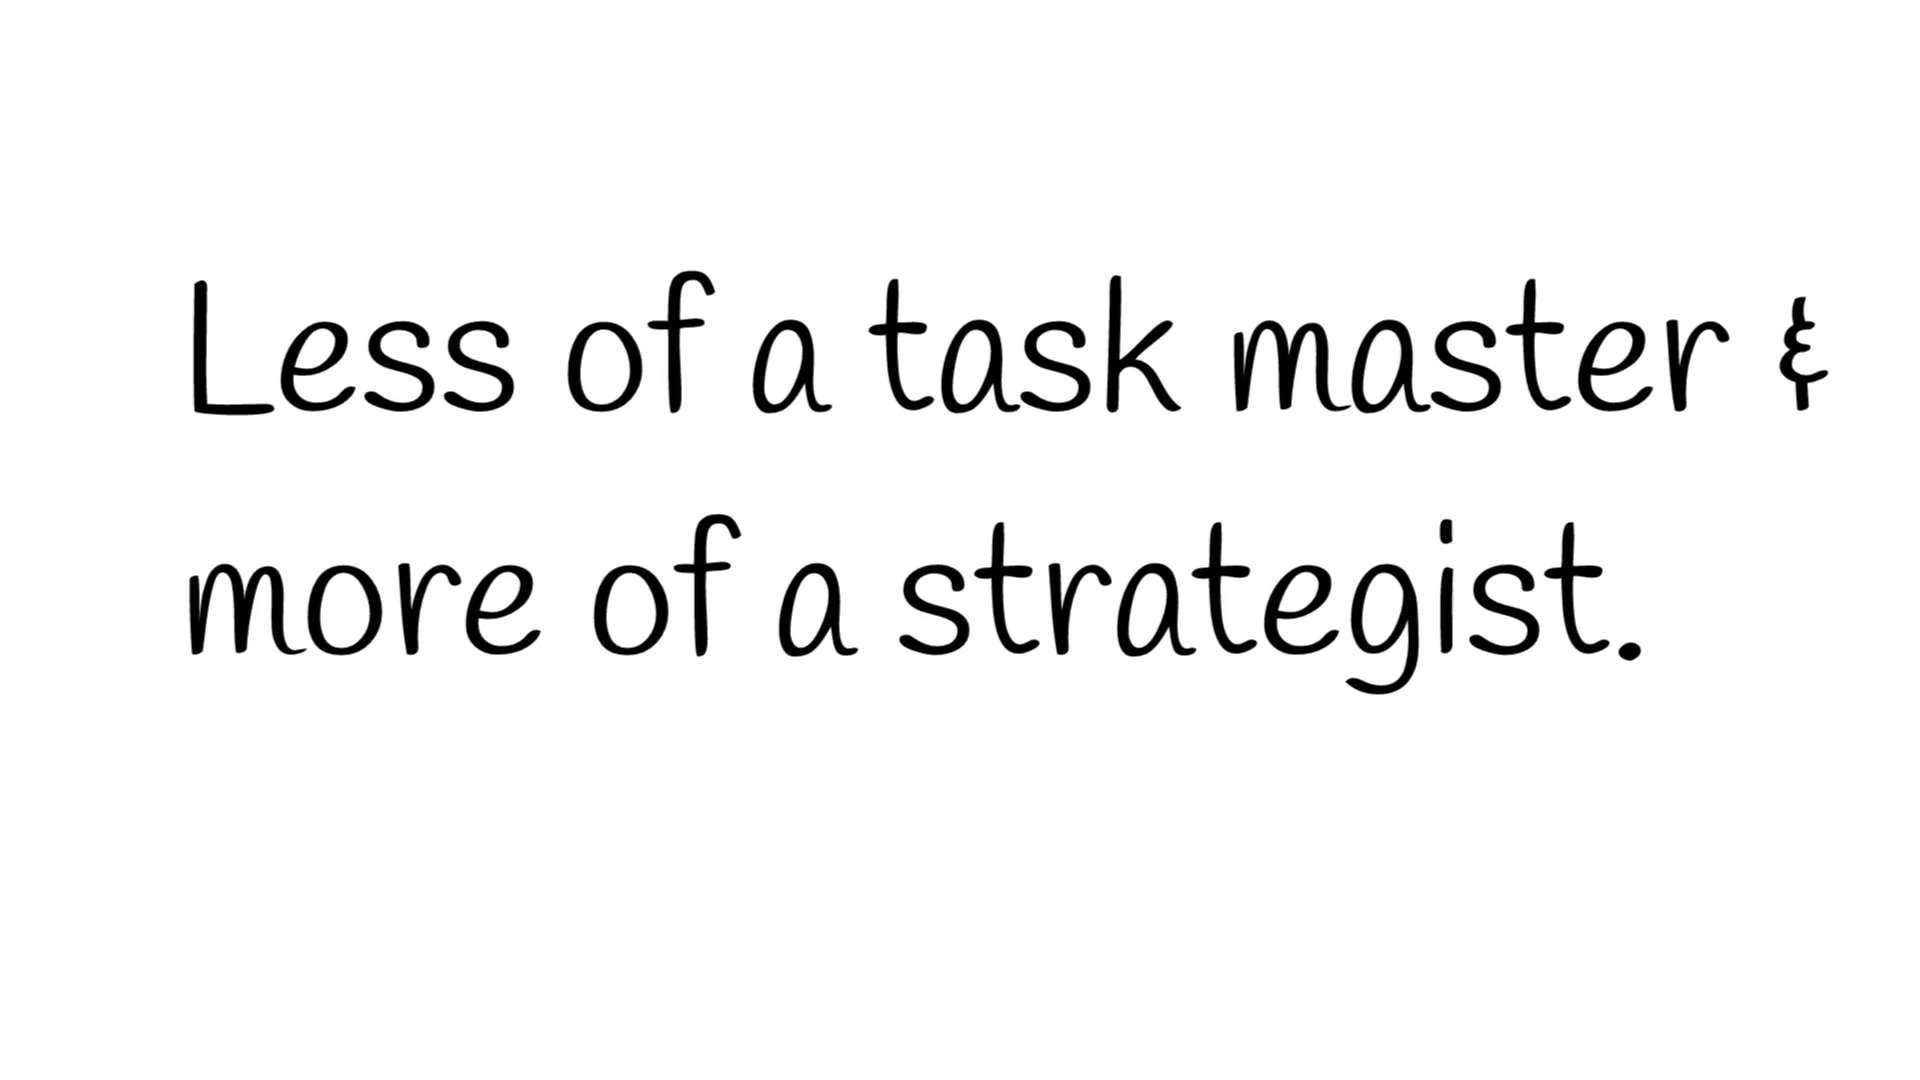 Less of a task master &
more of a strategist.